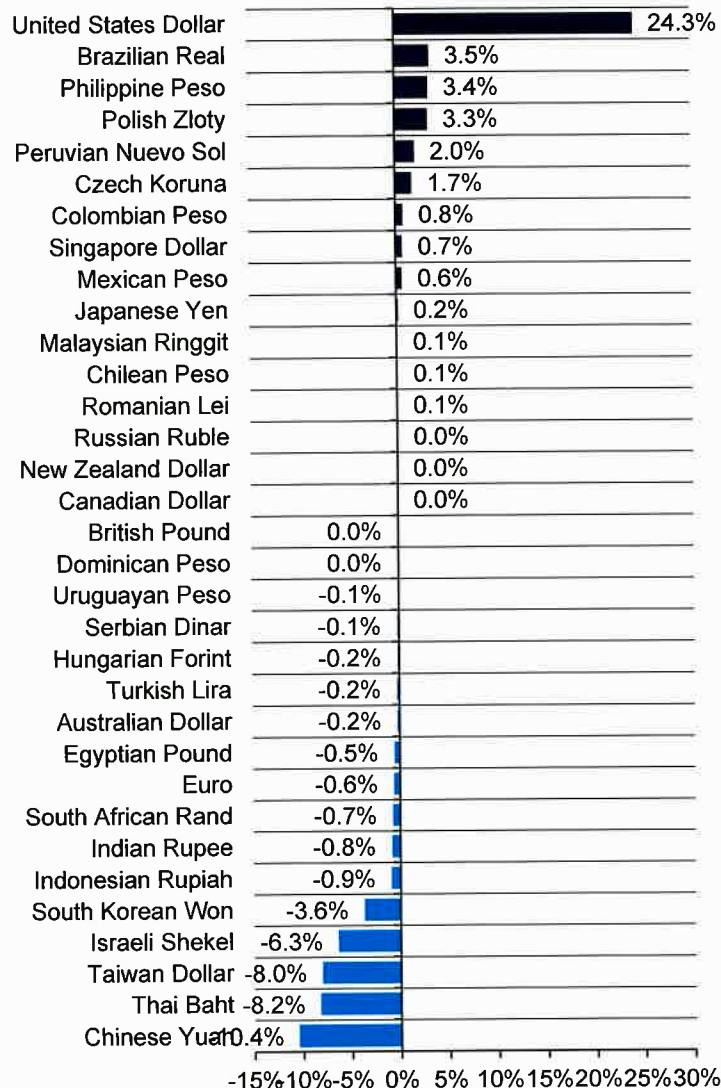 United States Dollar 24.3%
Brazilian Real 3.5%
Philippine Peso 3.4%
Polish Zloty 3.3%
Peruvian Nuevo Sol 2.0%
Czech Koruna 1.7%
Colombian Peso 0.8%
Singapore Dollar 0.7%
Mexican Peso 0.6%
Japanese Yen 0.2%
Malaysian Ringgit 0.1%
Chilean Peso 0.1%
Romanian Lei 0.1%
Russian Ruble 0.0%
New Zealand Dollar 0.0%
Canadian Dollar 0.0%
British Pound 0.0%
Dominican Peso 0.0%
Uruguayan Peso -0.1%
Serbian Dinar -0.1%
Hungarian Forint -0.2%
Turkish Lira -0.2%
Australian Dollar -0.2%
Egyptian Pound -0.5%
Euro -0.6%
South African Rand -0.7%
Indian Rupee -0.8%
Indonesian Rupiah -0.9%
South Korean Won -3.6%
Israeli Shekel -6.3%
Taiwan Dollar -8.0%
Thai Baht -8.2%
Chinese Yuan -10.4%
-15% -10% -5% 0% 5% 10% 15% 20% 25% 30%